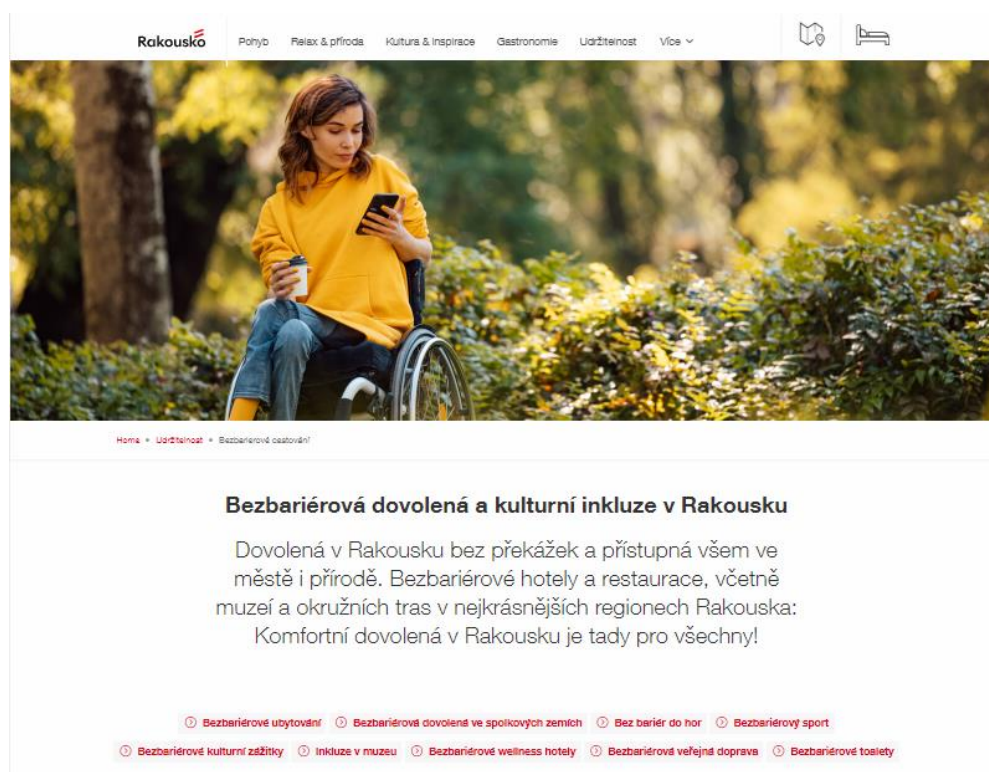 Rakousko Pohyb Relax & příroda Kultura & Inspirace Gastronomie Udržitelnost Více
Home Udržitelnost Bezbarierové cestování
Bezbariérová dovolená a kulturní inkluze v Rakousku
Dovolená v Rakousku bez překážek a přístupná všem ve
městě i přírodě. Bezbariérové hotely a restaurace, včetně
muzeí a okružních tras v nejkrásnějších regionech Rakouska:
Komfortní dovolená v Rakousku je tady pro všechny!
Bezbariérové ubytování Bezbariérová dovolená ve spolkových zemích Bez bariér do hor Bezbariérový sport
Bezbariérové kulturní zážitky Inkluze v muzeu Bezbariérové wellness hotely Bezbariérová veřejná doprava Bezbariérové toalety